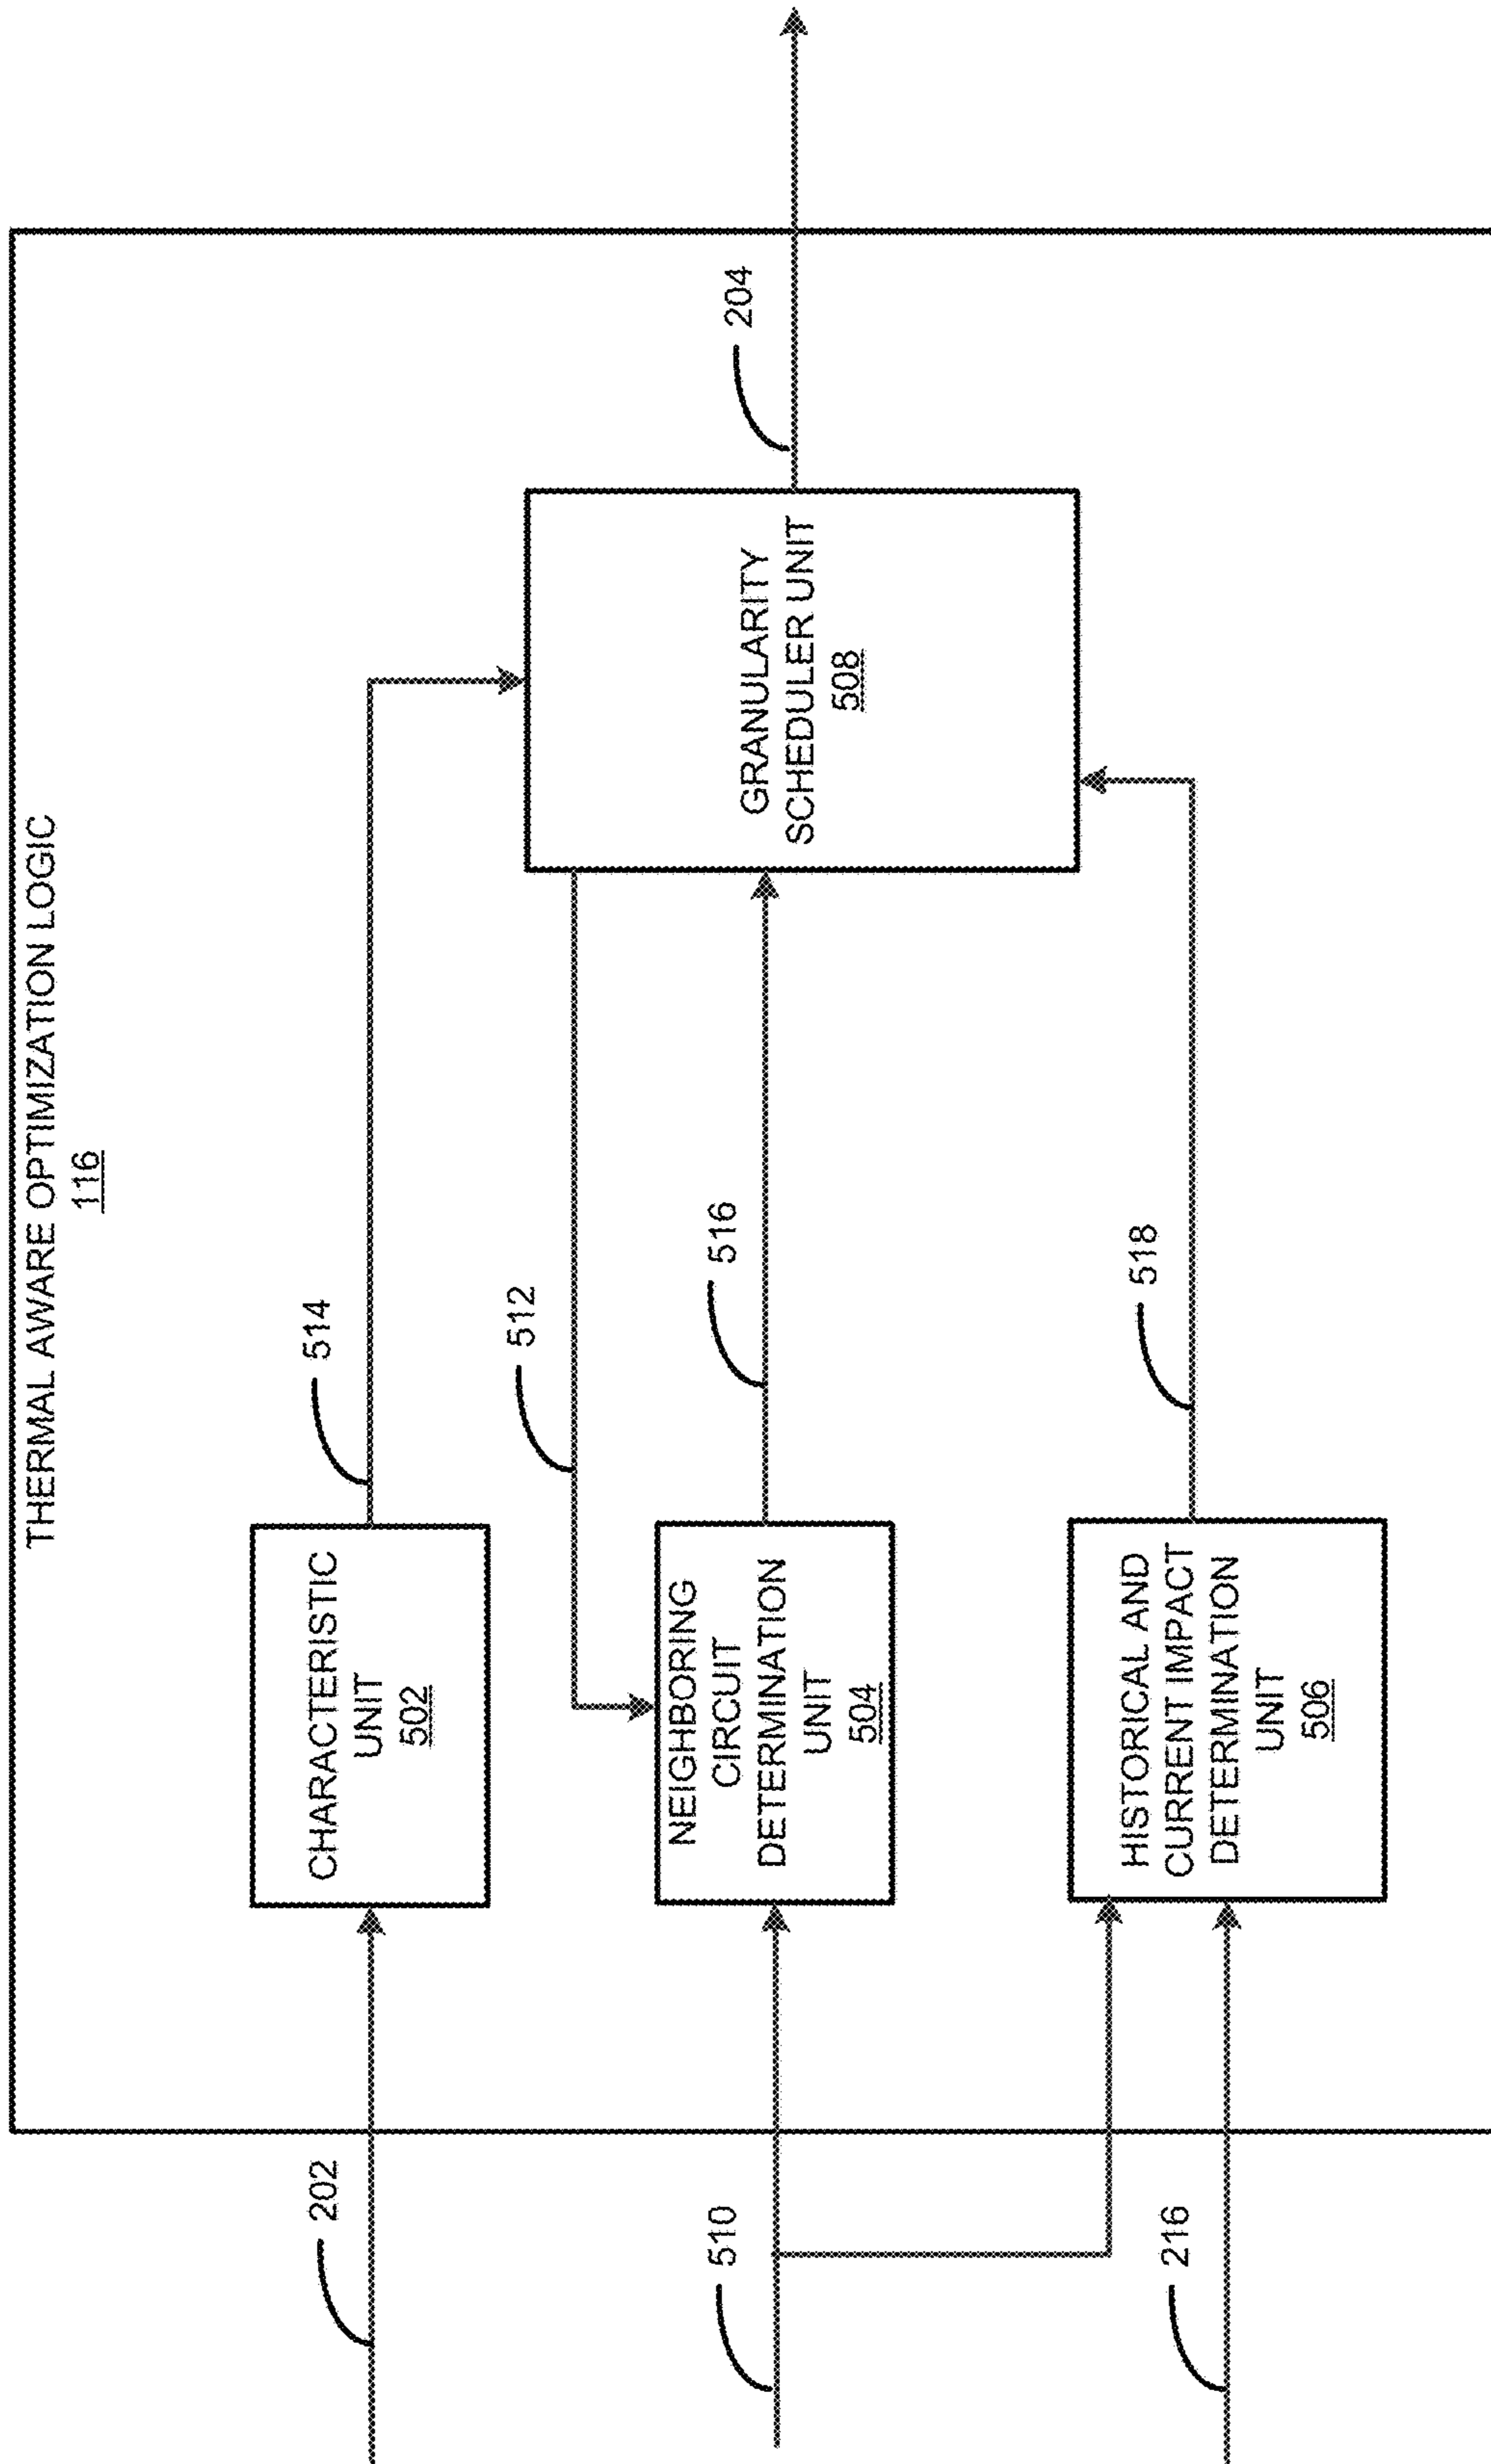 THERMAL AWARE OPTIMIZATION LOGIC
116
202
CHARACTERISTIC
UNIT
502
514
510
NEIGHBORING
CIRCUIT
DETERMINATION
UNIT
504
512
516
216
HISTORICAL AND
CURRENT IMPACT
DETERMINATION
UNIT
506
518
GRANULARITY
SCHEDULER UNIT
508
204